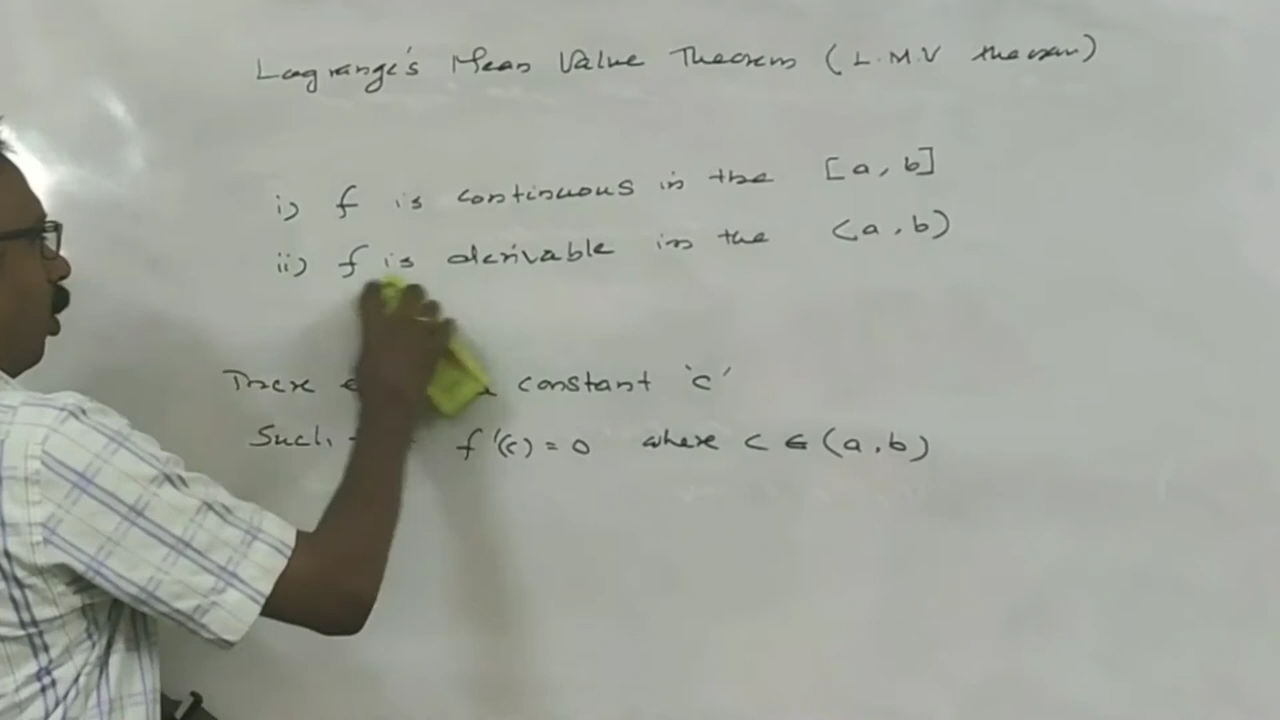 Lagrange's Mean Value Theorem (L.M.V theorem)
i) f is continuous in the [a, b]
ii) f is derivable in the (a, b)
There constant 'c'
Such f'(c) = 0 where c ∈ (a, b)